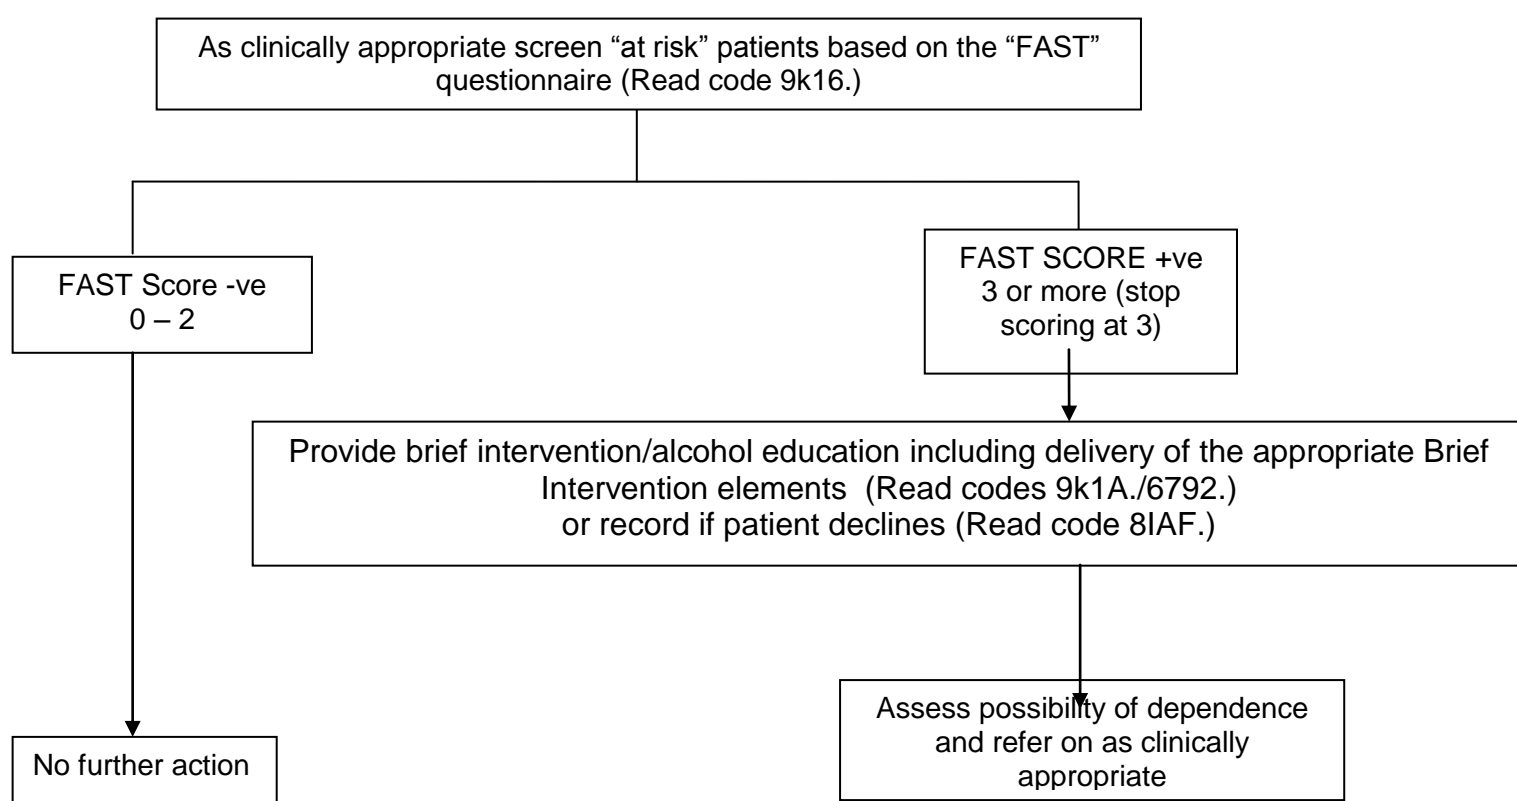 As clinically appropriate screen “at risk” patients based on the “FAST”
questionnaire (Read code 9k16.)
FAST Score -ve
0 – 2
FAST SCORE +ve
3 or more (stop
scoring at 3)
Provide brief intervention/alcohol education including delivery of the appropriate Brief
Intervention elements  (Read codes 9k1A./6792.)
or record if patient declines (Read code 8IAF.)
No further action
Assess possibility of dependence
and refer on as clinically
appropriate